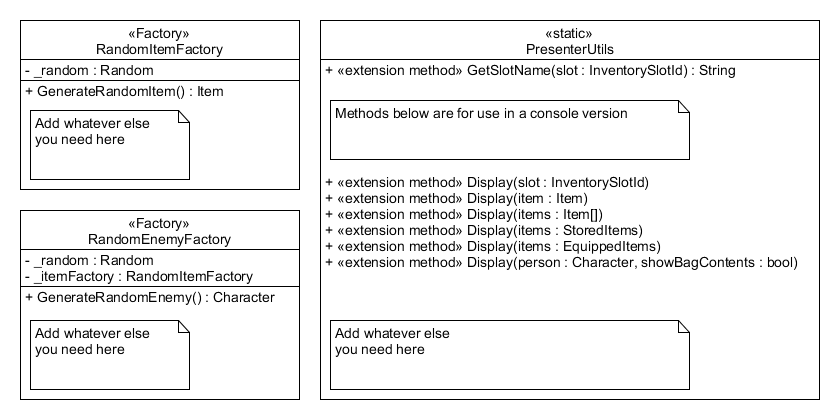 «Factory»
RandomItemFactory
- _random : Random
+ GenerateRandomItem() : Item
Add whatever else
you need here
«Factory»
RandomEnemyFactory
- _random : Random
- _itemFactory : RandomItemFactory
+ GenerateRandomEnemy() : Character
Add whatever else
you need here
«static»
PresenterUtils
+ «extension method» GetSlotName(slot : InventorySlotId) : String
Methods below are for use in a console version
+ «extension method» Display(slot : InventorySlotId)
+ «extension method» Display(item : Item)
+ «extension method» Display(items : Item[])
+ «extension method» Display(items : StoredItems)
+ «extension method» Display(items : EquippedItems)
+ «extension method» Display(person : Character, showBagContents : bool)
Add whatever else
you need here